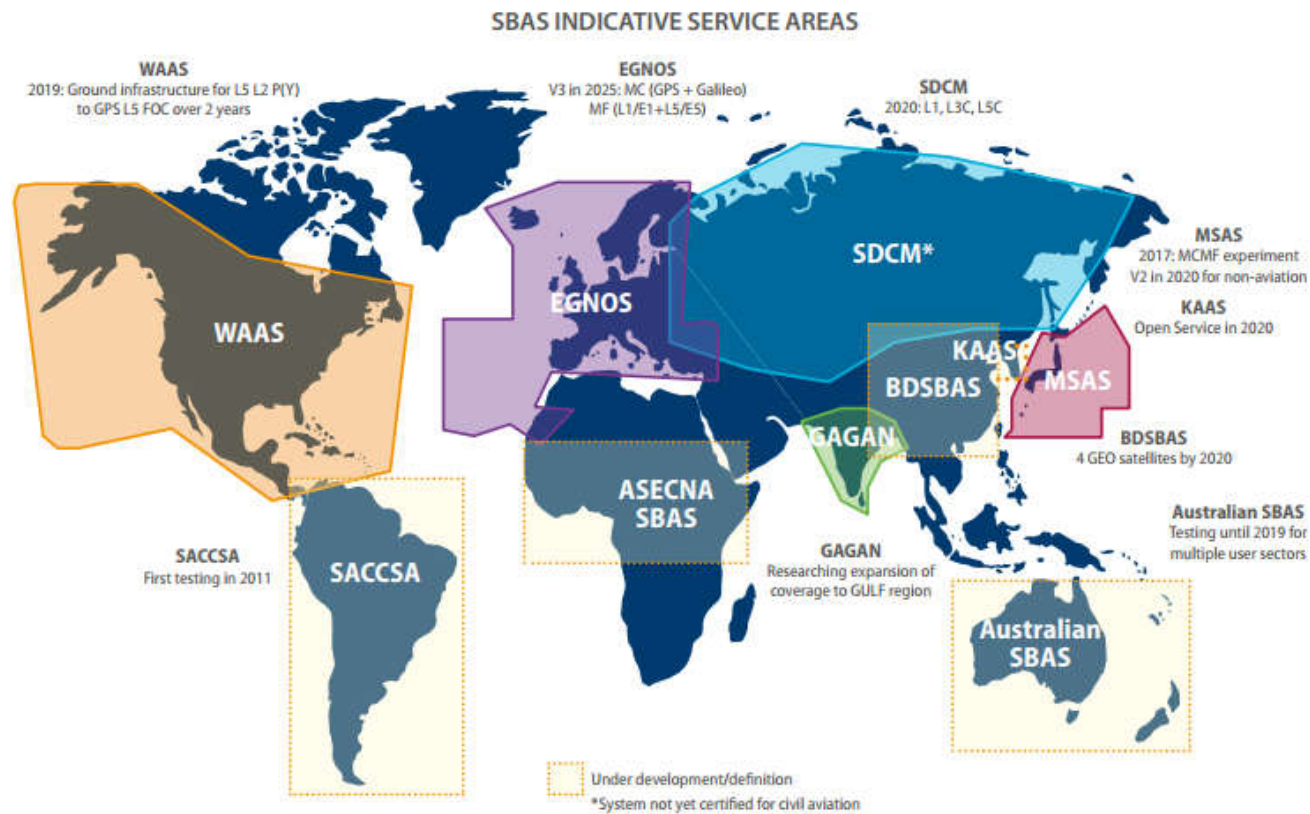 SBAS INDICATIVE SERVICE AREAS
WAAS
2019: Ground infrastructure for L5 L2 P(Y)
to GPS L5 FOC over 2 years
EGNOS
V3 in 2025: MC (GPS + Galileo)
MF (L1/E1+L5/E5)
SDCM
2020: L1, L3C, L5C
MSAS
2017: MCMF experiment
V2 in 2020 for non-aviation
KAAS
Open Service in 2020
SDCM*
EGNOS
WAAS
KAAS
BDSBAS
MSAS
GAGAN
BDSBAS
4 GEO satellites by 2020
ASECNA
SBAS
Australian SBAS
Testing until 2019 for
multiple user sectors
SACCSA
First testing in 2011
SACCSA
GAGAN
Researching expansion of
coverage to GULF region
Australian
SBAS
Under development/definition
*System not yet certified for civil aviation